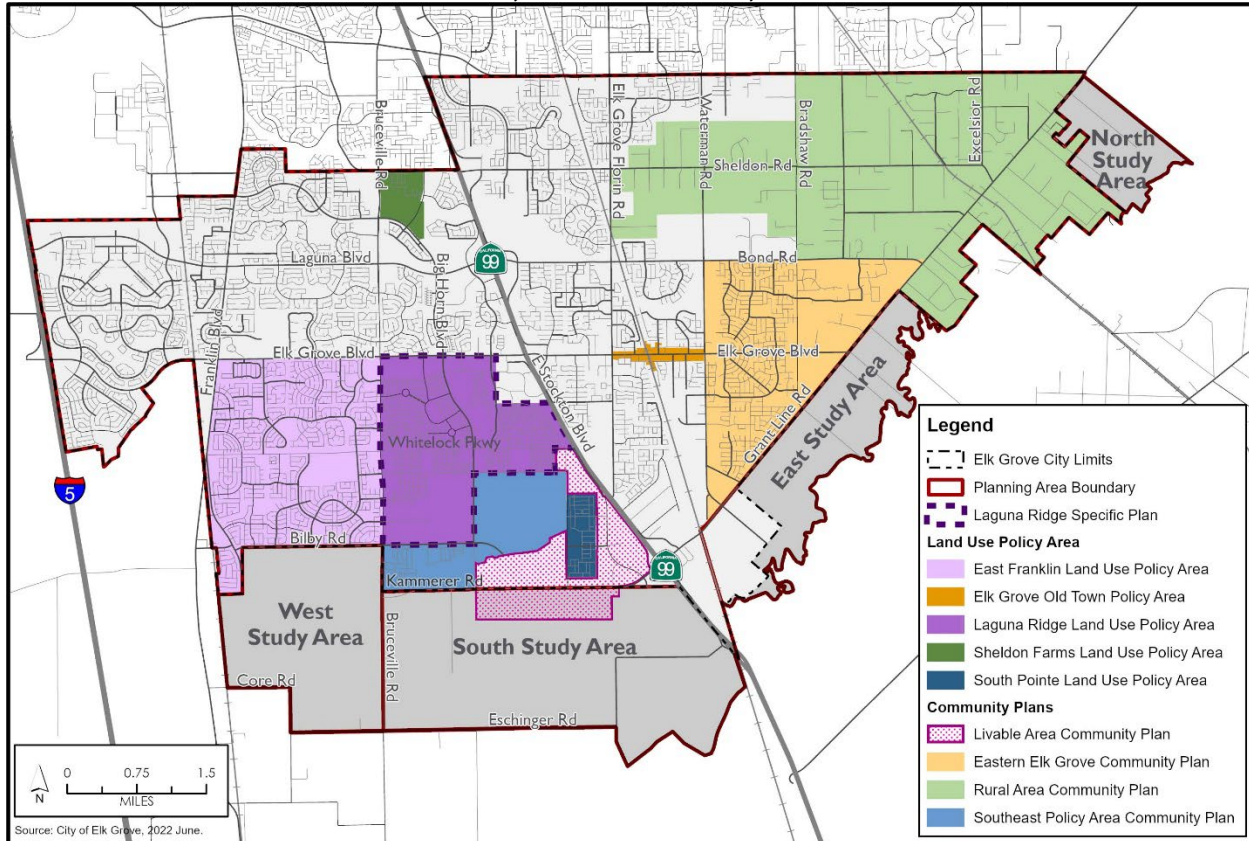 Bruceville Rd
Elk Grove Florin Rd
Waterman Rd
Bradshaw Rd
Excelsior Rd
North
Study
Area
Sheldon Rd
Laguna Blvd
Big Horn Blvd
CALIFORNIA
99
Bond Rd
Franklin Blvd
Elk Grove Blvd
E Stockton Blvd
Elk Grove Blvd
Grant Line Rd
East Study Area
Whitelock Pkwy
5
Bilby Rd
Kammerer Rd
CALIFORNIA
99
West
Study Area
Bruceville Rd
South Study Area
Core Rd
Eschinger Rd
Legend
Elk Grove City Limits
Planning Area Boundary
Laguna Ridge Specific Plan
Land Use Policy Area
East Franklin Land Use Policy Area
Elk Grove Old Town Policy Area
Laguna Ridge Land Use Policy Area
Sheldon Farms Land Use Policy Area
South Pointe Land Use Policy Area
Community Plans
Livable Area Community Plan
Eastern Elk Grove Community Plan
Rural Area Community Plan
Southeast Policy Area Community Plan
N
0 0.75 1.5
MILES
Source: City of Elk Grove, 2022 June.